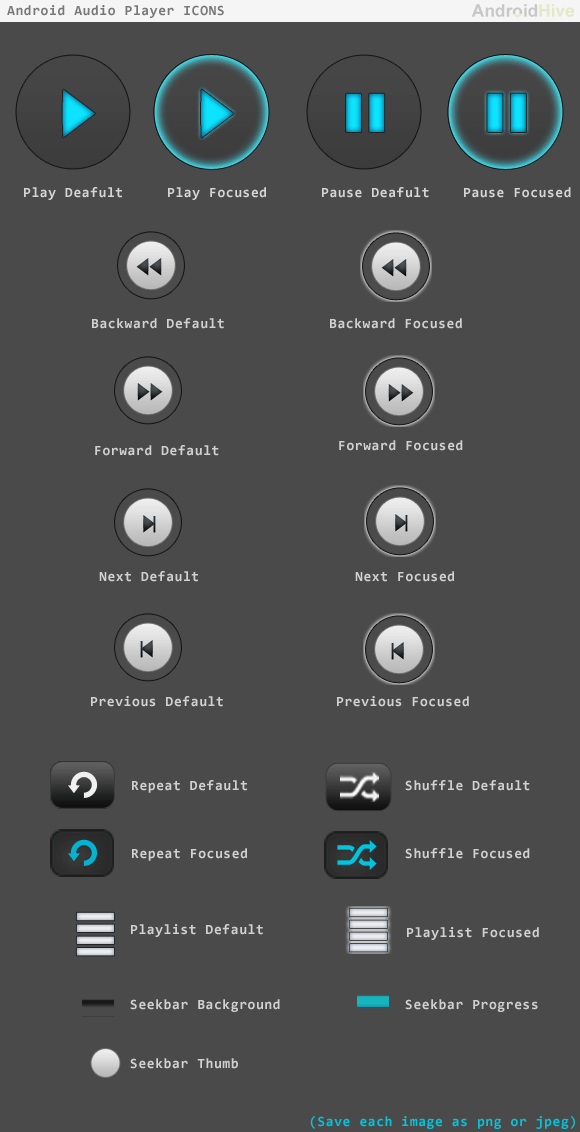 Android Audio Player ICONS
AndroidHive
Play Deafult
Play Focused
Pause Deafult
Pause Focused
Backward Default
Backward Focused
Forward Default
Forward Focused
Next Default
Next Focused
Previous Default
Previous Focused
Repeat Default
Shuffle Default
Repeat Focused
Shuffle Focused
Playlist Default
Playlist Focused
Seekbar Background
Seekbar Progress
Seekbar Thumb
(Save each image as png or jpeg)